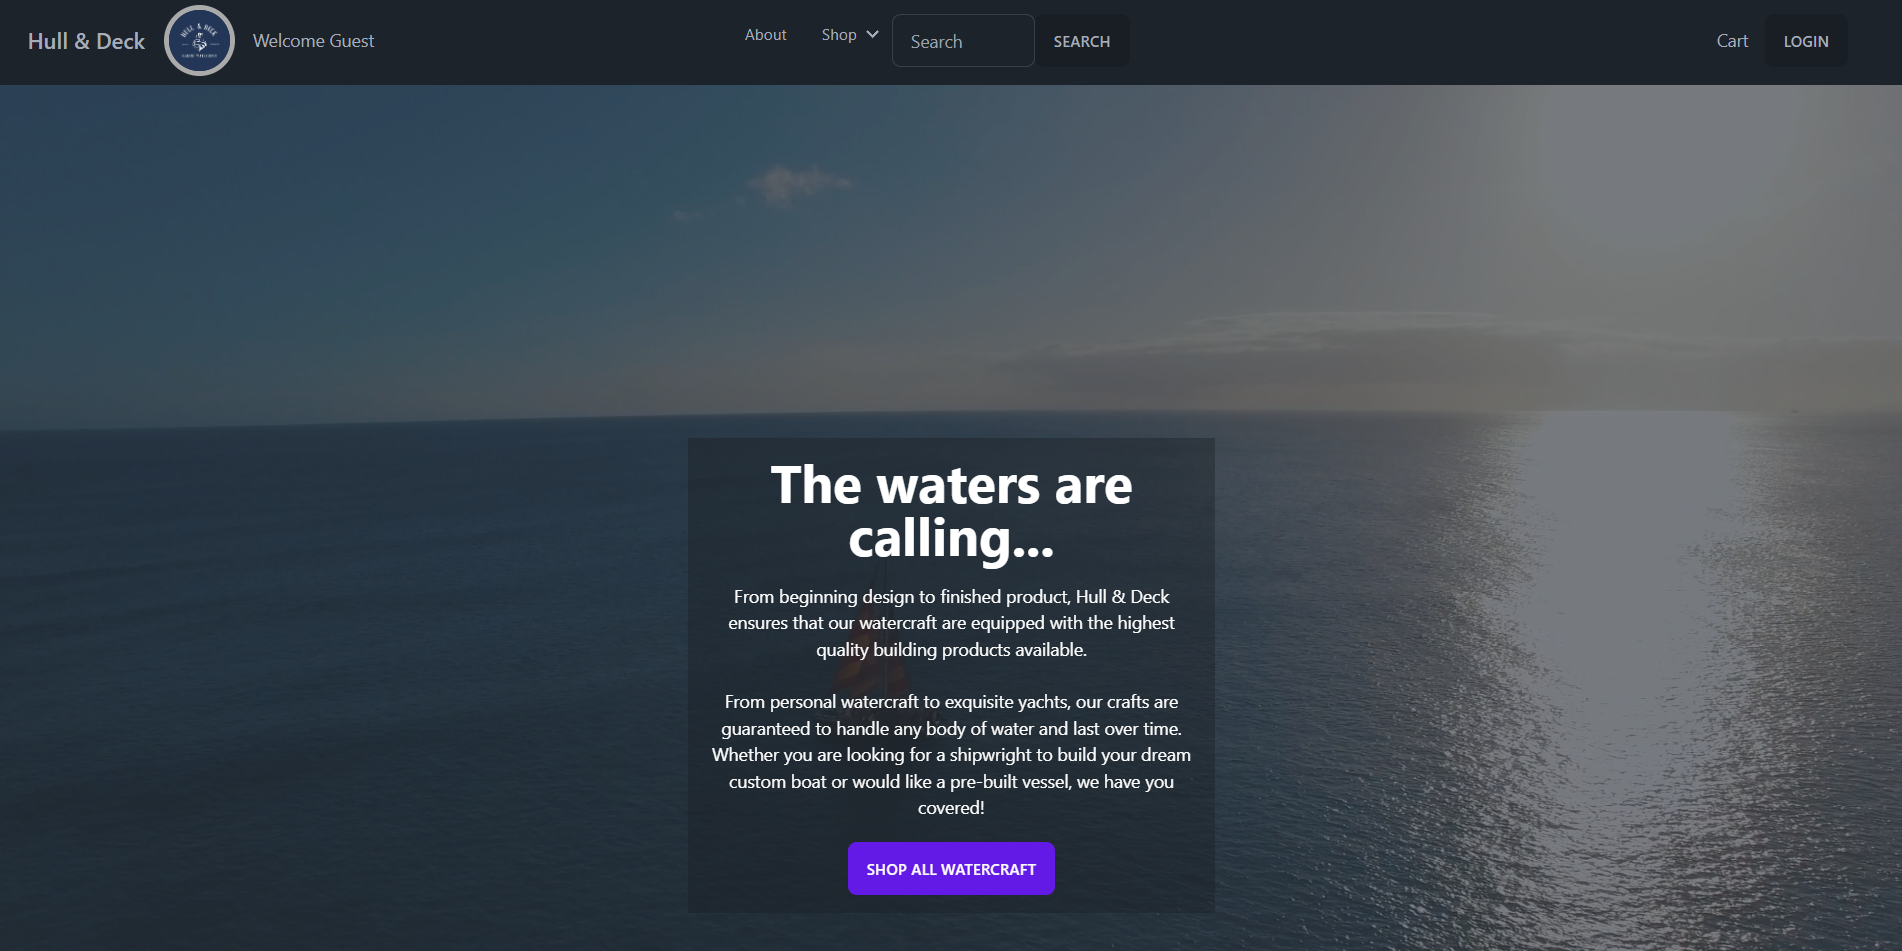 Hull & Deck
HULL & DECK
Welcome Guest
About
Shop
Search
SEARCH
Cart
LOGIN
The waters are
calling...
From beginning design to finished product, Hull & Deck
ensures that our watercraft are equipped with the highest
quality building products available.
From personal watercraft to exquisite yachts, our crafts are
guaranteed to handle any body of water and last over time.
Whether you are looking for a shipwright to build your dream
custom boat or would like a pre-built vessel, we have you
covered!
SHOP ALL WATERCRAFT